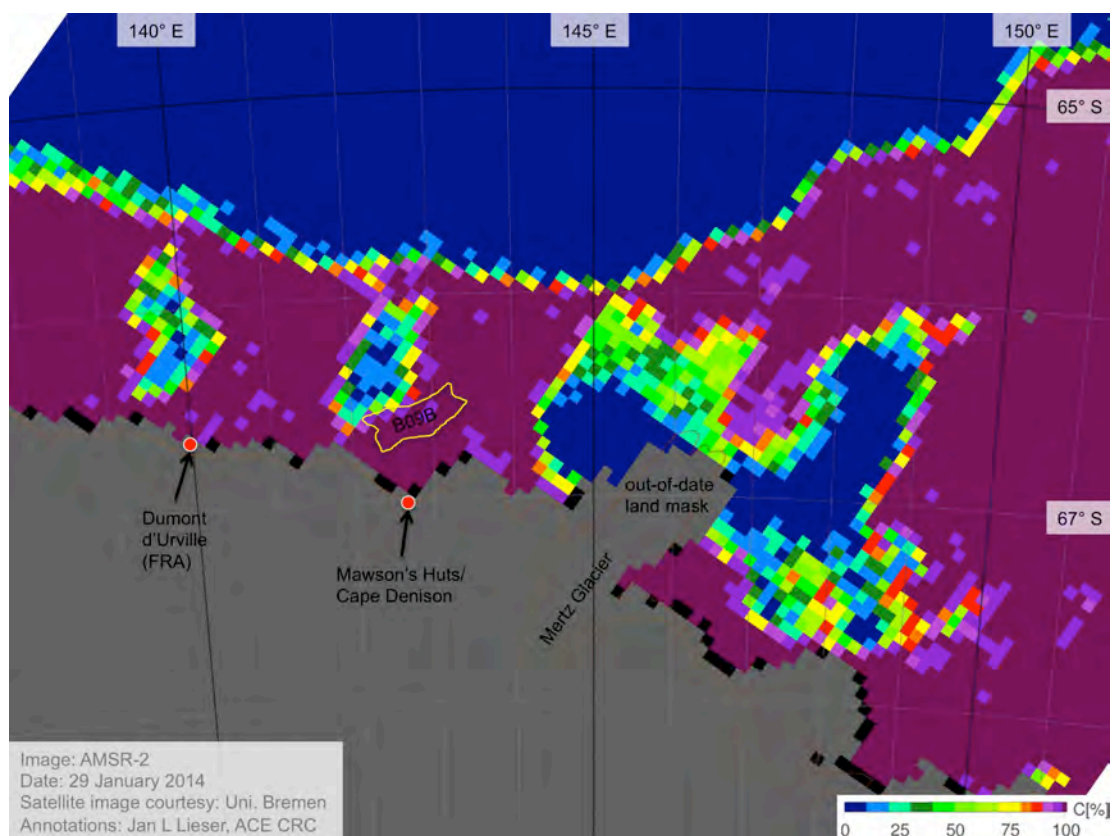 140° E
145° E
150° E
65° S
B09B
out-of-date
land mask
67° S
Dumont
d'Urville
(FRA)
Mawson's Huts/
Cape Denison
Mertz Glacier
Image: AMSR-2
Date: 29 January 2014
Satellite image courtesy: Uni. Bremen
Annotations: Jan L Lieser, ACE CRC
C[%]
0 25 50 75 100